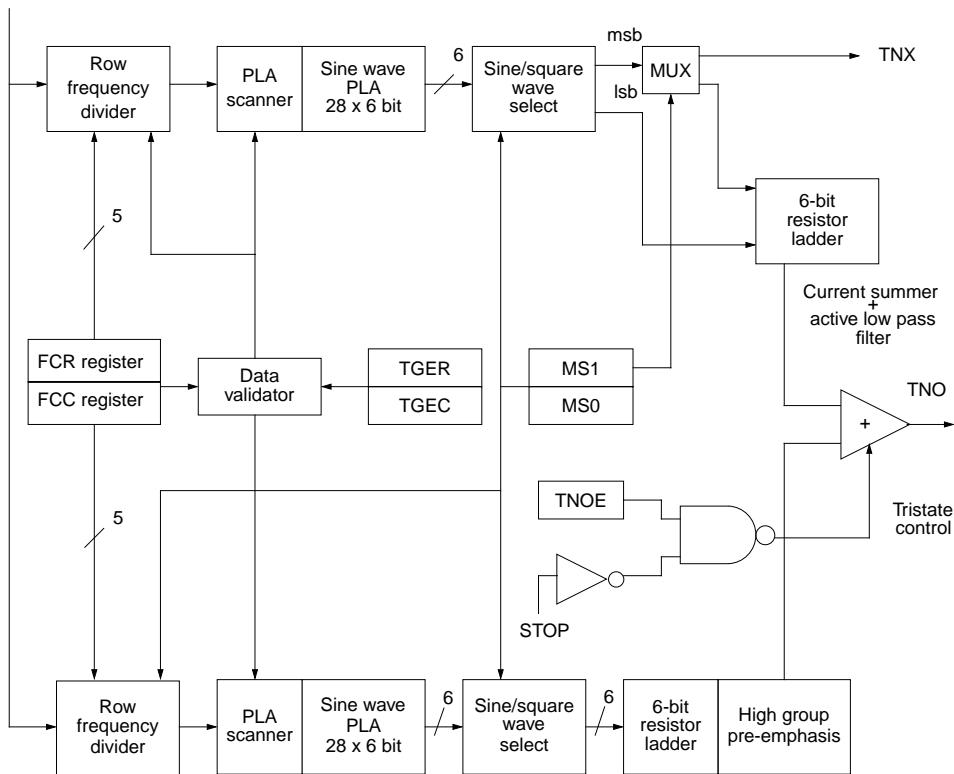 msb
TNX
Row
frequency
divider
PLA
scanner
Sine wave
PLA
28 x 6 bit
6
Sine/square
wave
select
MUX
lsb
5
6-bit
resistor
ladder
Current summer
+
active low pass
filter
FCR register
FCC register
Data
validator
TGER
TGEC
MS1
MS0
TNO
+
TNOE
Tristate
control
5
STOP
Row
frequency
divider
PLA
scanner
Sine wave
PLA
28 x 6 bit
6
Sine/square
wave
select
6
6-bit
resistor
ladder
High group
pre-emphasis